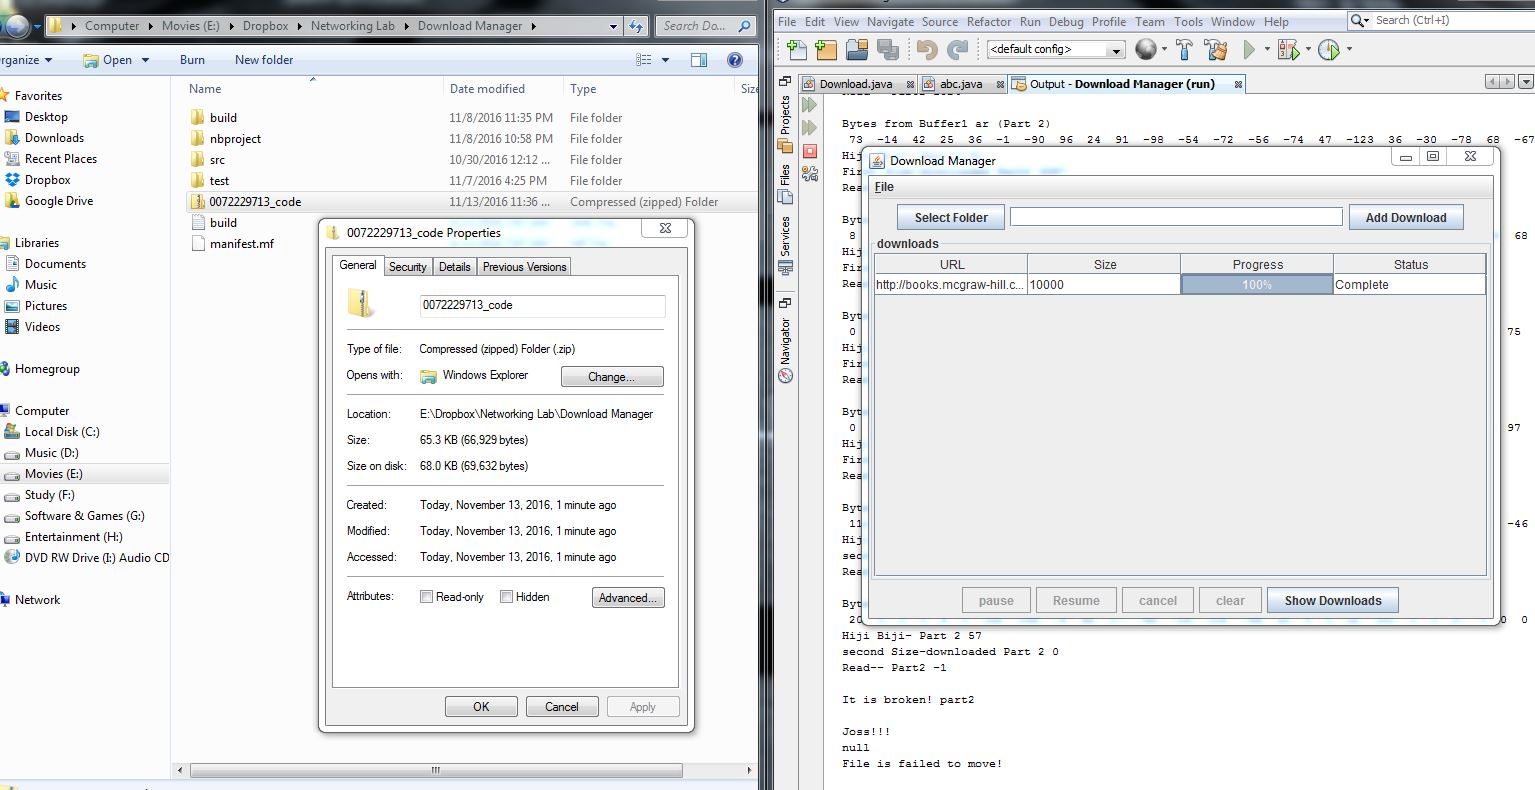 Computer ▸ Movies (E:) ▸ Dropbox ▸ Networking Lab ▸ Download Manager ▸
Search Do...
rganize Open Burn New folder
Name Date modified Type Size
Favorites
Desktop
Downloads
Recent Places
Dropbox
Google Drive
Libraries
Documents
Music
Pictures
Videos
Homegroup
Computer
Local Disk (C:)
Music (D:)
Movies (E:)
Study (F:)
Software & Games (G:)
Entertainment (H:)
DVD RW Drive (I:) Audio CD
Network
build 11/8/2016 11:35 PM File folder
nbproject 11/8/2016 10:58 PM File folder
src 10/30/2016 12:12 ... File folder
test 11/7/2016 4:25 PM File folder
0072229713_code 11/13/2016 11:36 ... Compressed (zipped) Folder
build
manifest.mf
0072229713_code Properties
General Security Details Previous Versions
0072229713_code
Type of file: Compressed (zipped) Folder (.zip)
Opens with: Windows Explorer Change...
Location: E:\Dropbox\Networking Lab\Download Manager
Size: 65.3 KB (66,929 bytes)
Size on disk: 68.0 KB (69,632 bytes)
Created: Today, November 13, 2016, 1 minute ago
Modified: Today, November 13, 2016, 1 minute ago
Accessed: Today, November 13, 2016, 1 minute ago
Attributes: Read-only Hidden Advanced...
OK Cancel Apply
File Edit View Navigate Source Refactor Run Debug Profile Team Tools Window Help
Search (Ctrl+I)
<default config>
Download.java abc.java Output - Download Manager (run)
Projects
Files
Services
Navigator
Bytes from Buffer1 ar (Part 2)
73 -14 42 25 36 -1 -90 96 24 91 -98 -54 -72 -56 -74 47 -123 36 -30 -78 68 -67
Hij
Fir
Rea
Byt
8 68
Hij
Fir
Rea
Byt
0 75
Hij
Fir
Rea
Byt
0 97
Hij
Fir
Rea
Byt
11 -46
Hij
sec
Rea
Byt
20 0 0
Hiji Biji- Part 2 57
second Size-downloaded Part 2 0
Read-- Part2 -1
It is broken! part2
Joss!!!
null
File is failed to move!
Download Manager
File
Select Folder Add Download
downloads
URL Size Progress Status
http://books.mcgraw-hill.c... 10000 100% Complete
pause Resume cancel clear Show Downloads